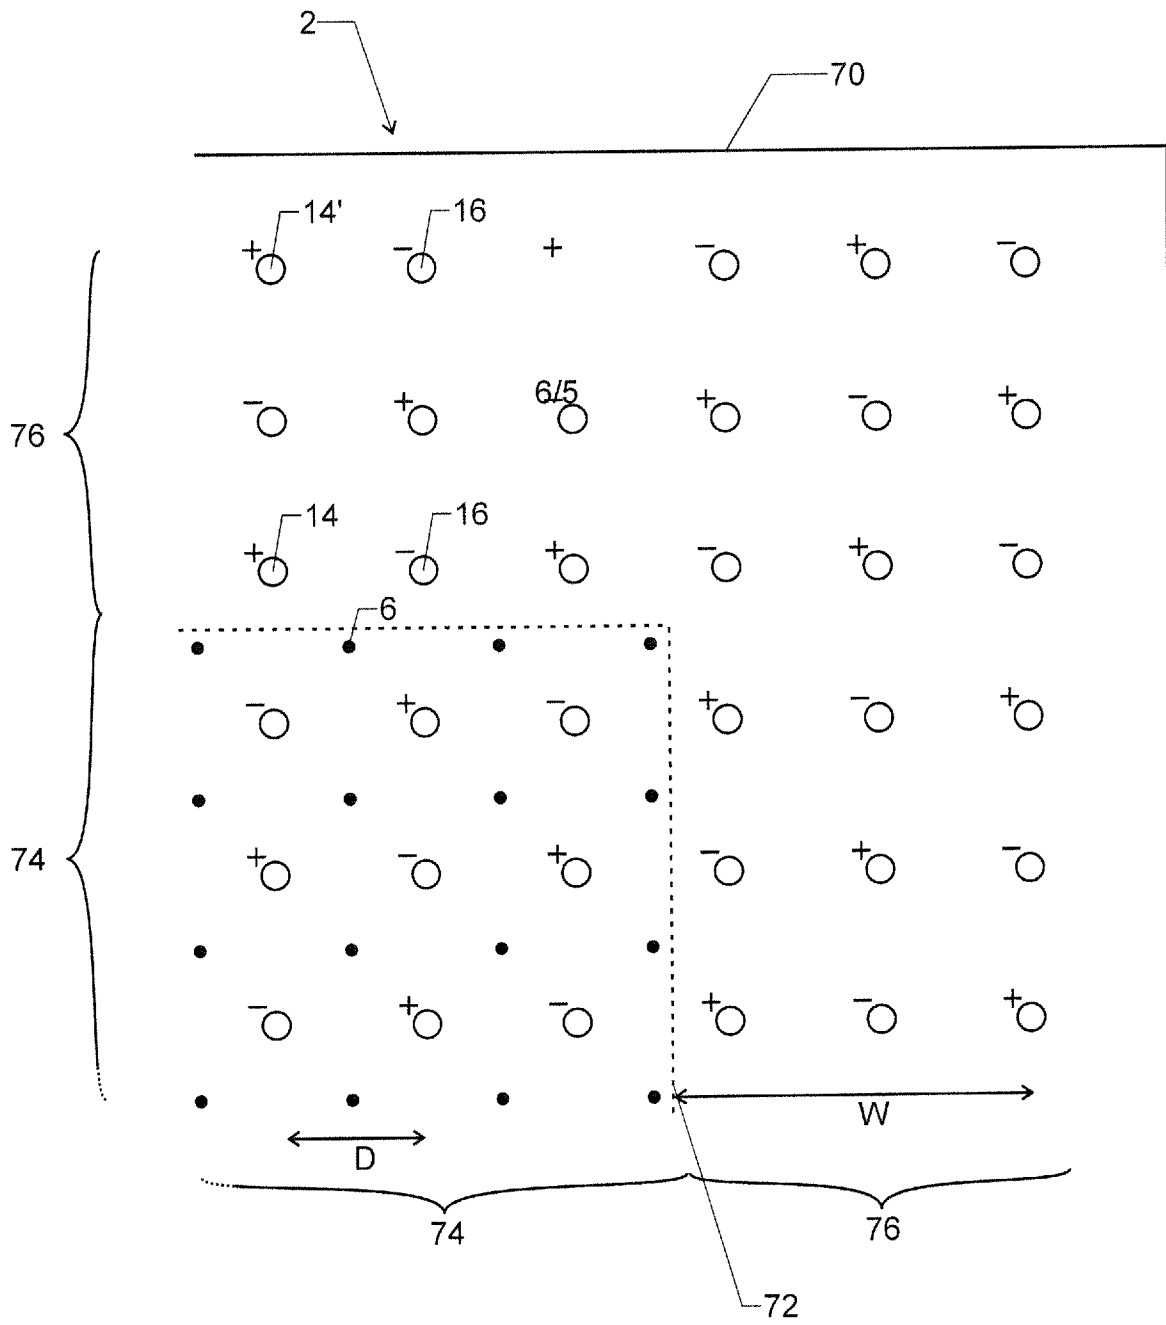 2
70
14' 16
+ − + − + −
6/5
− + − + − +
76
14 16
+ − + − + −
6
− + − + − +
74
+ − + − + −
− + − + − +
W
D
74 76
72